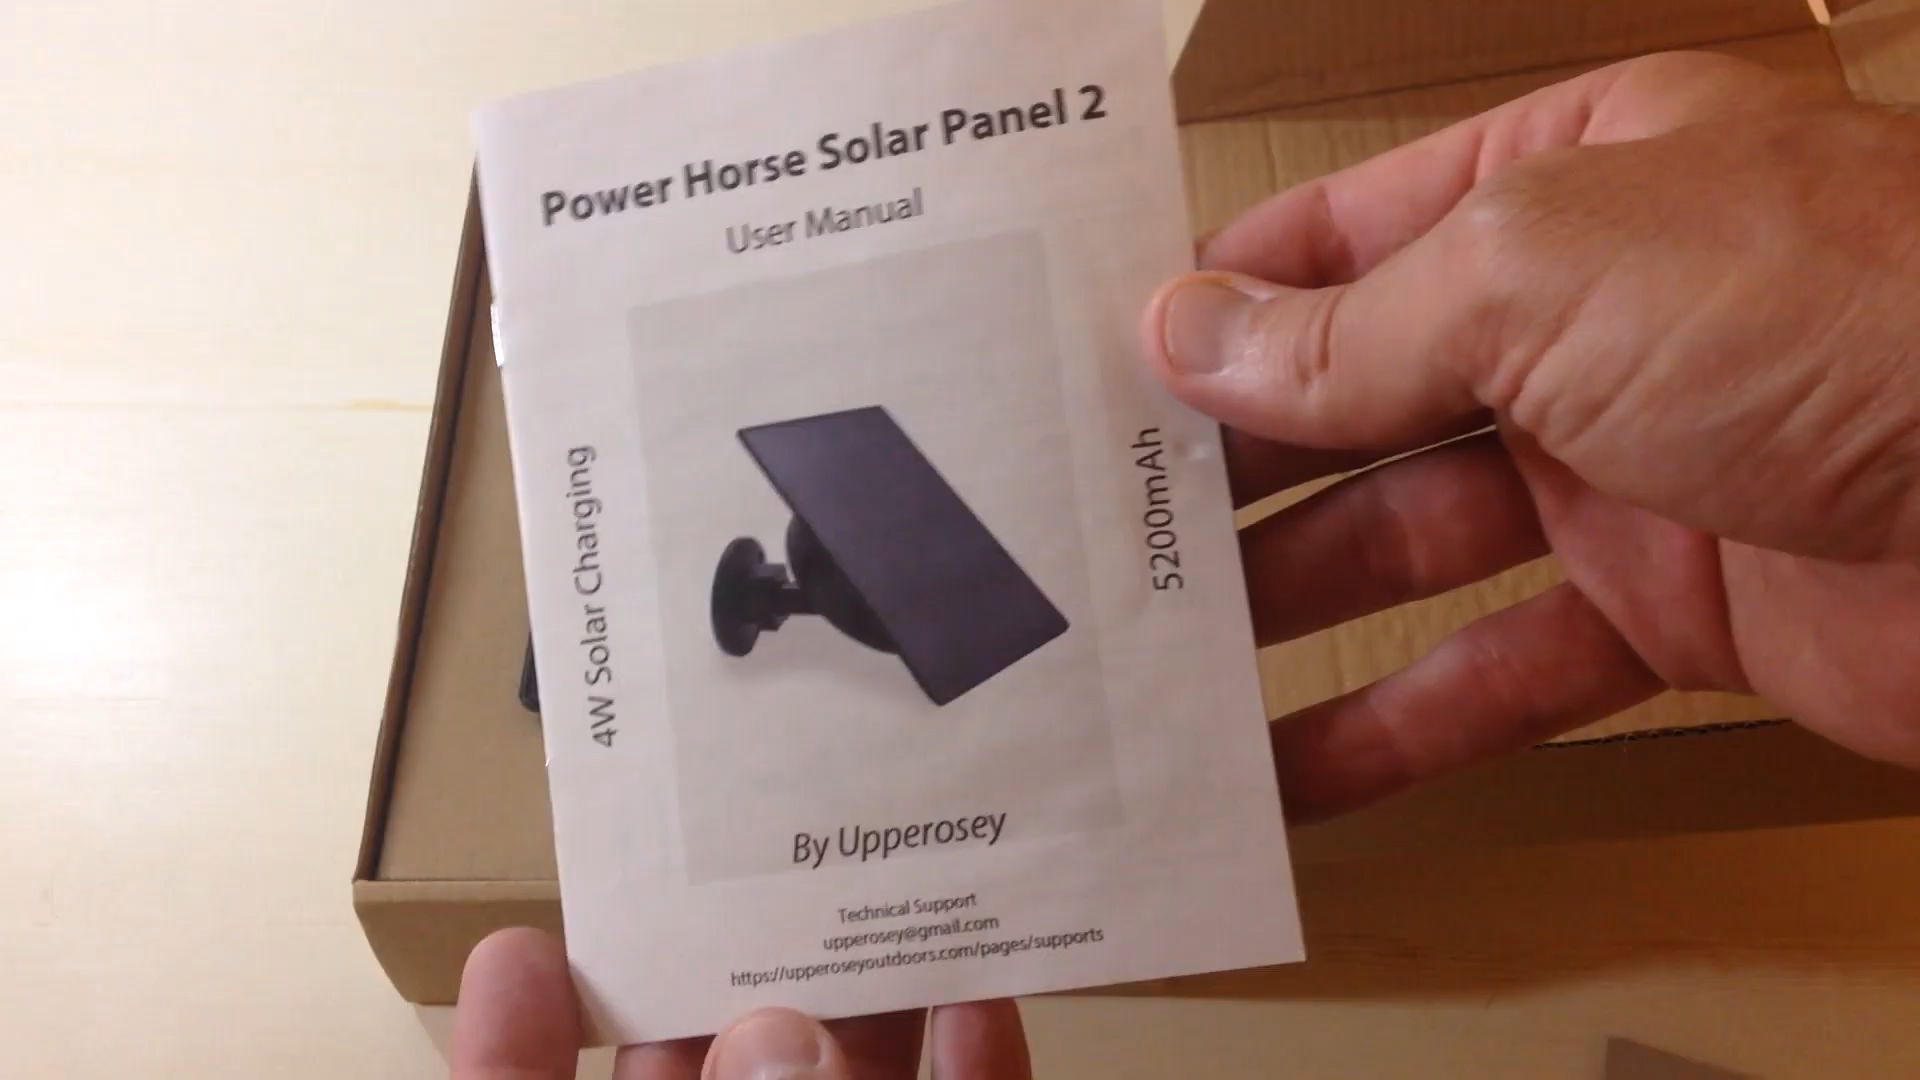 Power Horse Solar Panel 2
User Manual
4W Solar Charging
5200mAh
By Upperosey
Technical Support
upperosey@gmail.com
https://upperoseyoutdoors.com/pages/supports